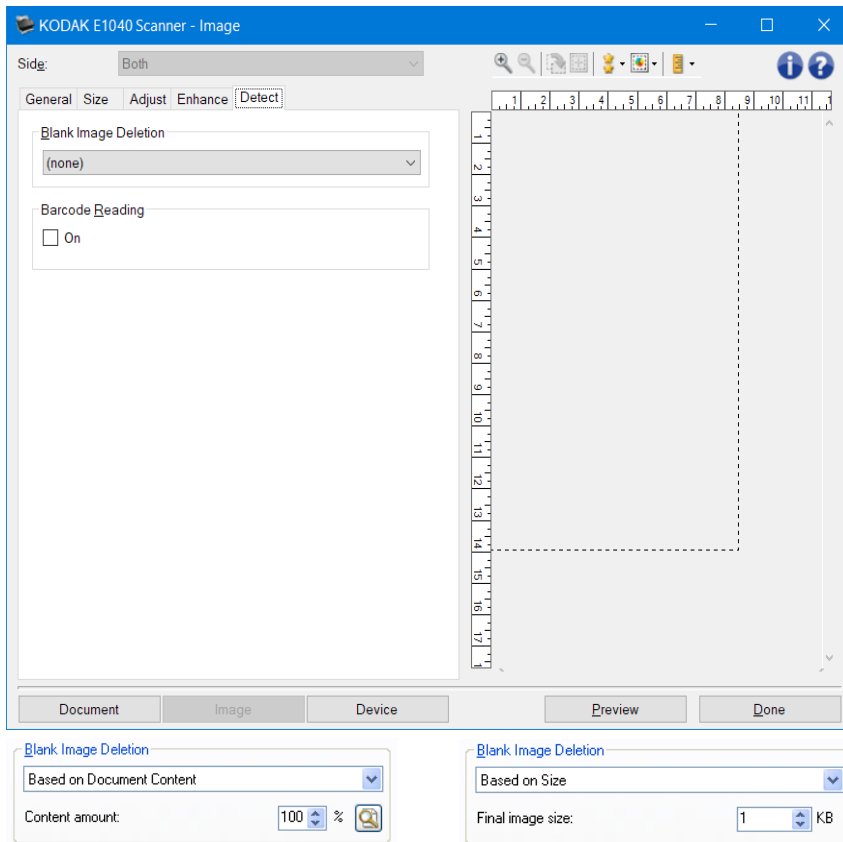 KODAK E1040 Scanner - Image
Side: Both
General Size Adjust Enhance Detect
Blank Image Deletion
(none)
Barcode Reading
On
1 2 3 4 5 6 7 8 9 10 11 1
1
2
3
4
5
6
7
8
9
10
11
12
13
14
15
16
17
1
Document Image Device Preview Done
Blank Image Deletion
Based on Document Content
Content amount: 100 %
Blank Image Deletion
Based on Size
Final image size: 1 KB